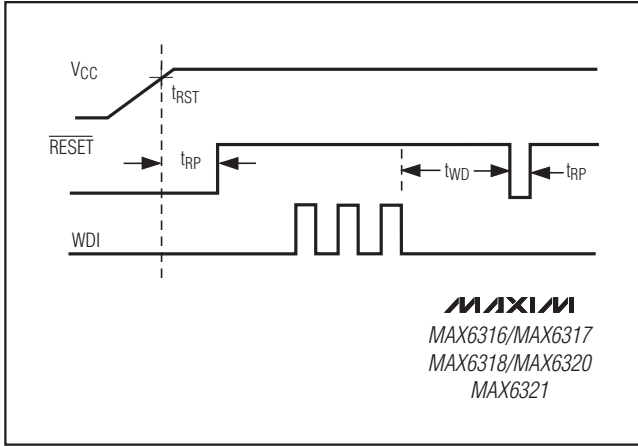 VCC
tRST
RESET
tRP
tWD
tRP
WDI
MAXIM
MAX6316/MAX6317
MAX6318/MAX6320
MAX6321